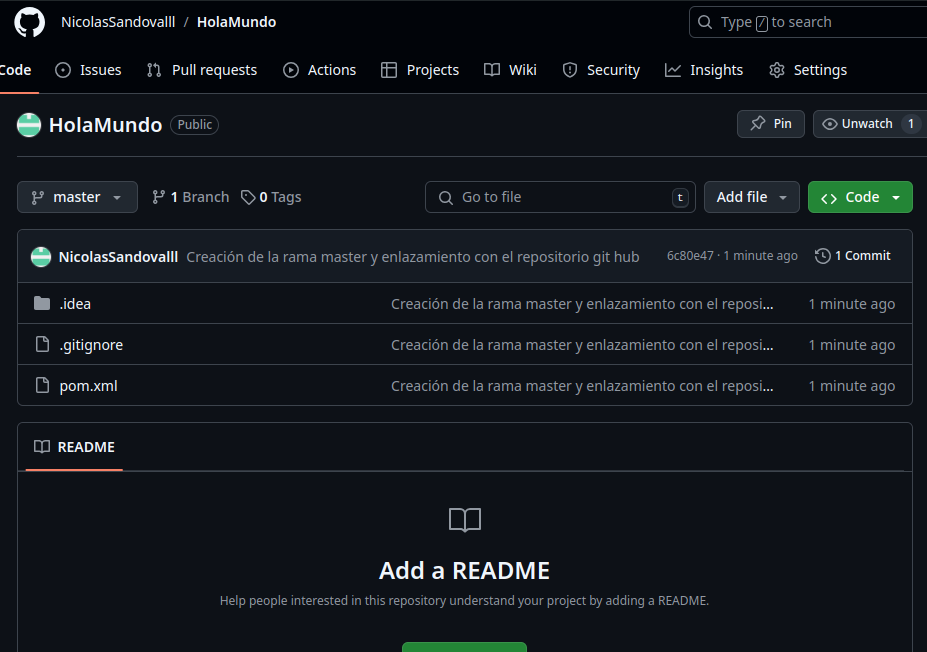 NicolasSandovalll / HolaMundo
Type / to search
Code Issues Pull requests Actions Projects Wiki Security Insights Settings
HolaMundo Public Pin Unwatch 1
master 1 Branch 0 Tags Go to file t Add file Code
NicolasSandovalll Creación de la rama master y enlazamiento con el repositorio git hub 6c80e47 · 1 minute ago 1 Commit
.idea Creación de la rama master y enlazamiento con el reposi... 1 minute ago
.gitignore Creación de la rama master y enlazamiento con el reposi... 1 minute ago
pom.xml Creación de la rama master y enlazamiento con el reposi... 1 minute ago
README
Add a README
Help people interested in this repository understand your project by adding a README.